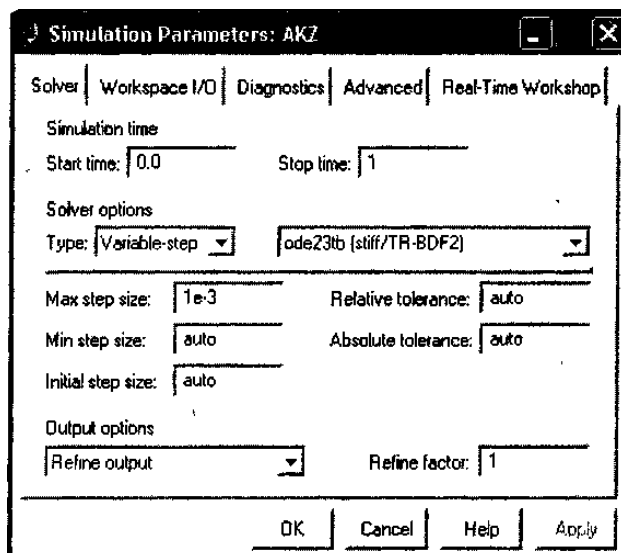 Simulation Parameters: AKZ
Solver Workspace I/O Diagnostics Advanced Real-Time Workshop
Simulation time
Start time: 0.0 Stop time: 1
Solver options
Type: Variable-step ode23tb (stiff/TR-BDF2)
Max step size: 1e-3 Relative tolerance: auto
Min step size: auto Absolute tolerance: auto
Initial step size: auto
Output options
Refine output Refine factor: 1
OK Cancel Help Apply